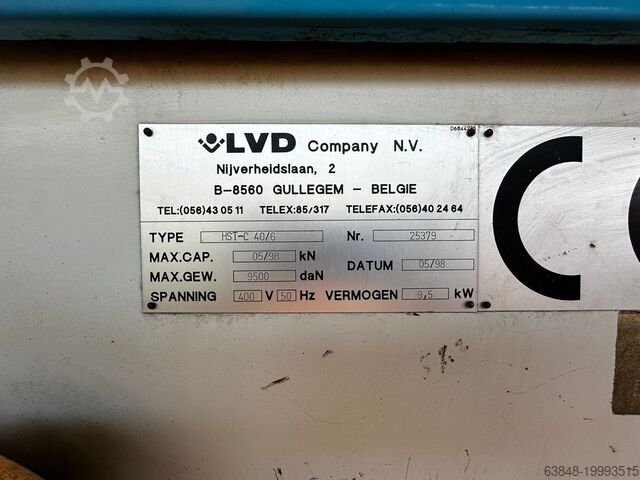 D6844235
LVD Company N.V.
Nijverheidslaan, 2
B-8560 GULLEGEM - BELGIE
TEL:(056)43 05 11 TELEX:85/317 TELEFAX:(056)40 24 64
TYPE HST-C 40/6 Nr. 25379
MAX.CAP. 05/98 kN
MAX.GEW. 9500 daN DATUM 05/98
SPANNING 400 V 50 Hz VERMOGEN 9,5 kW
C
63848-19993515